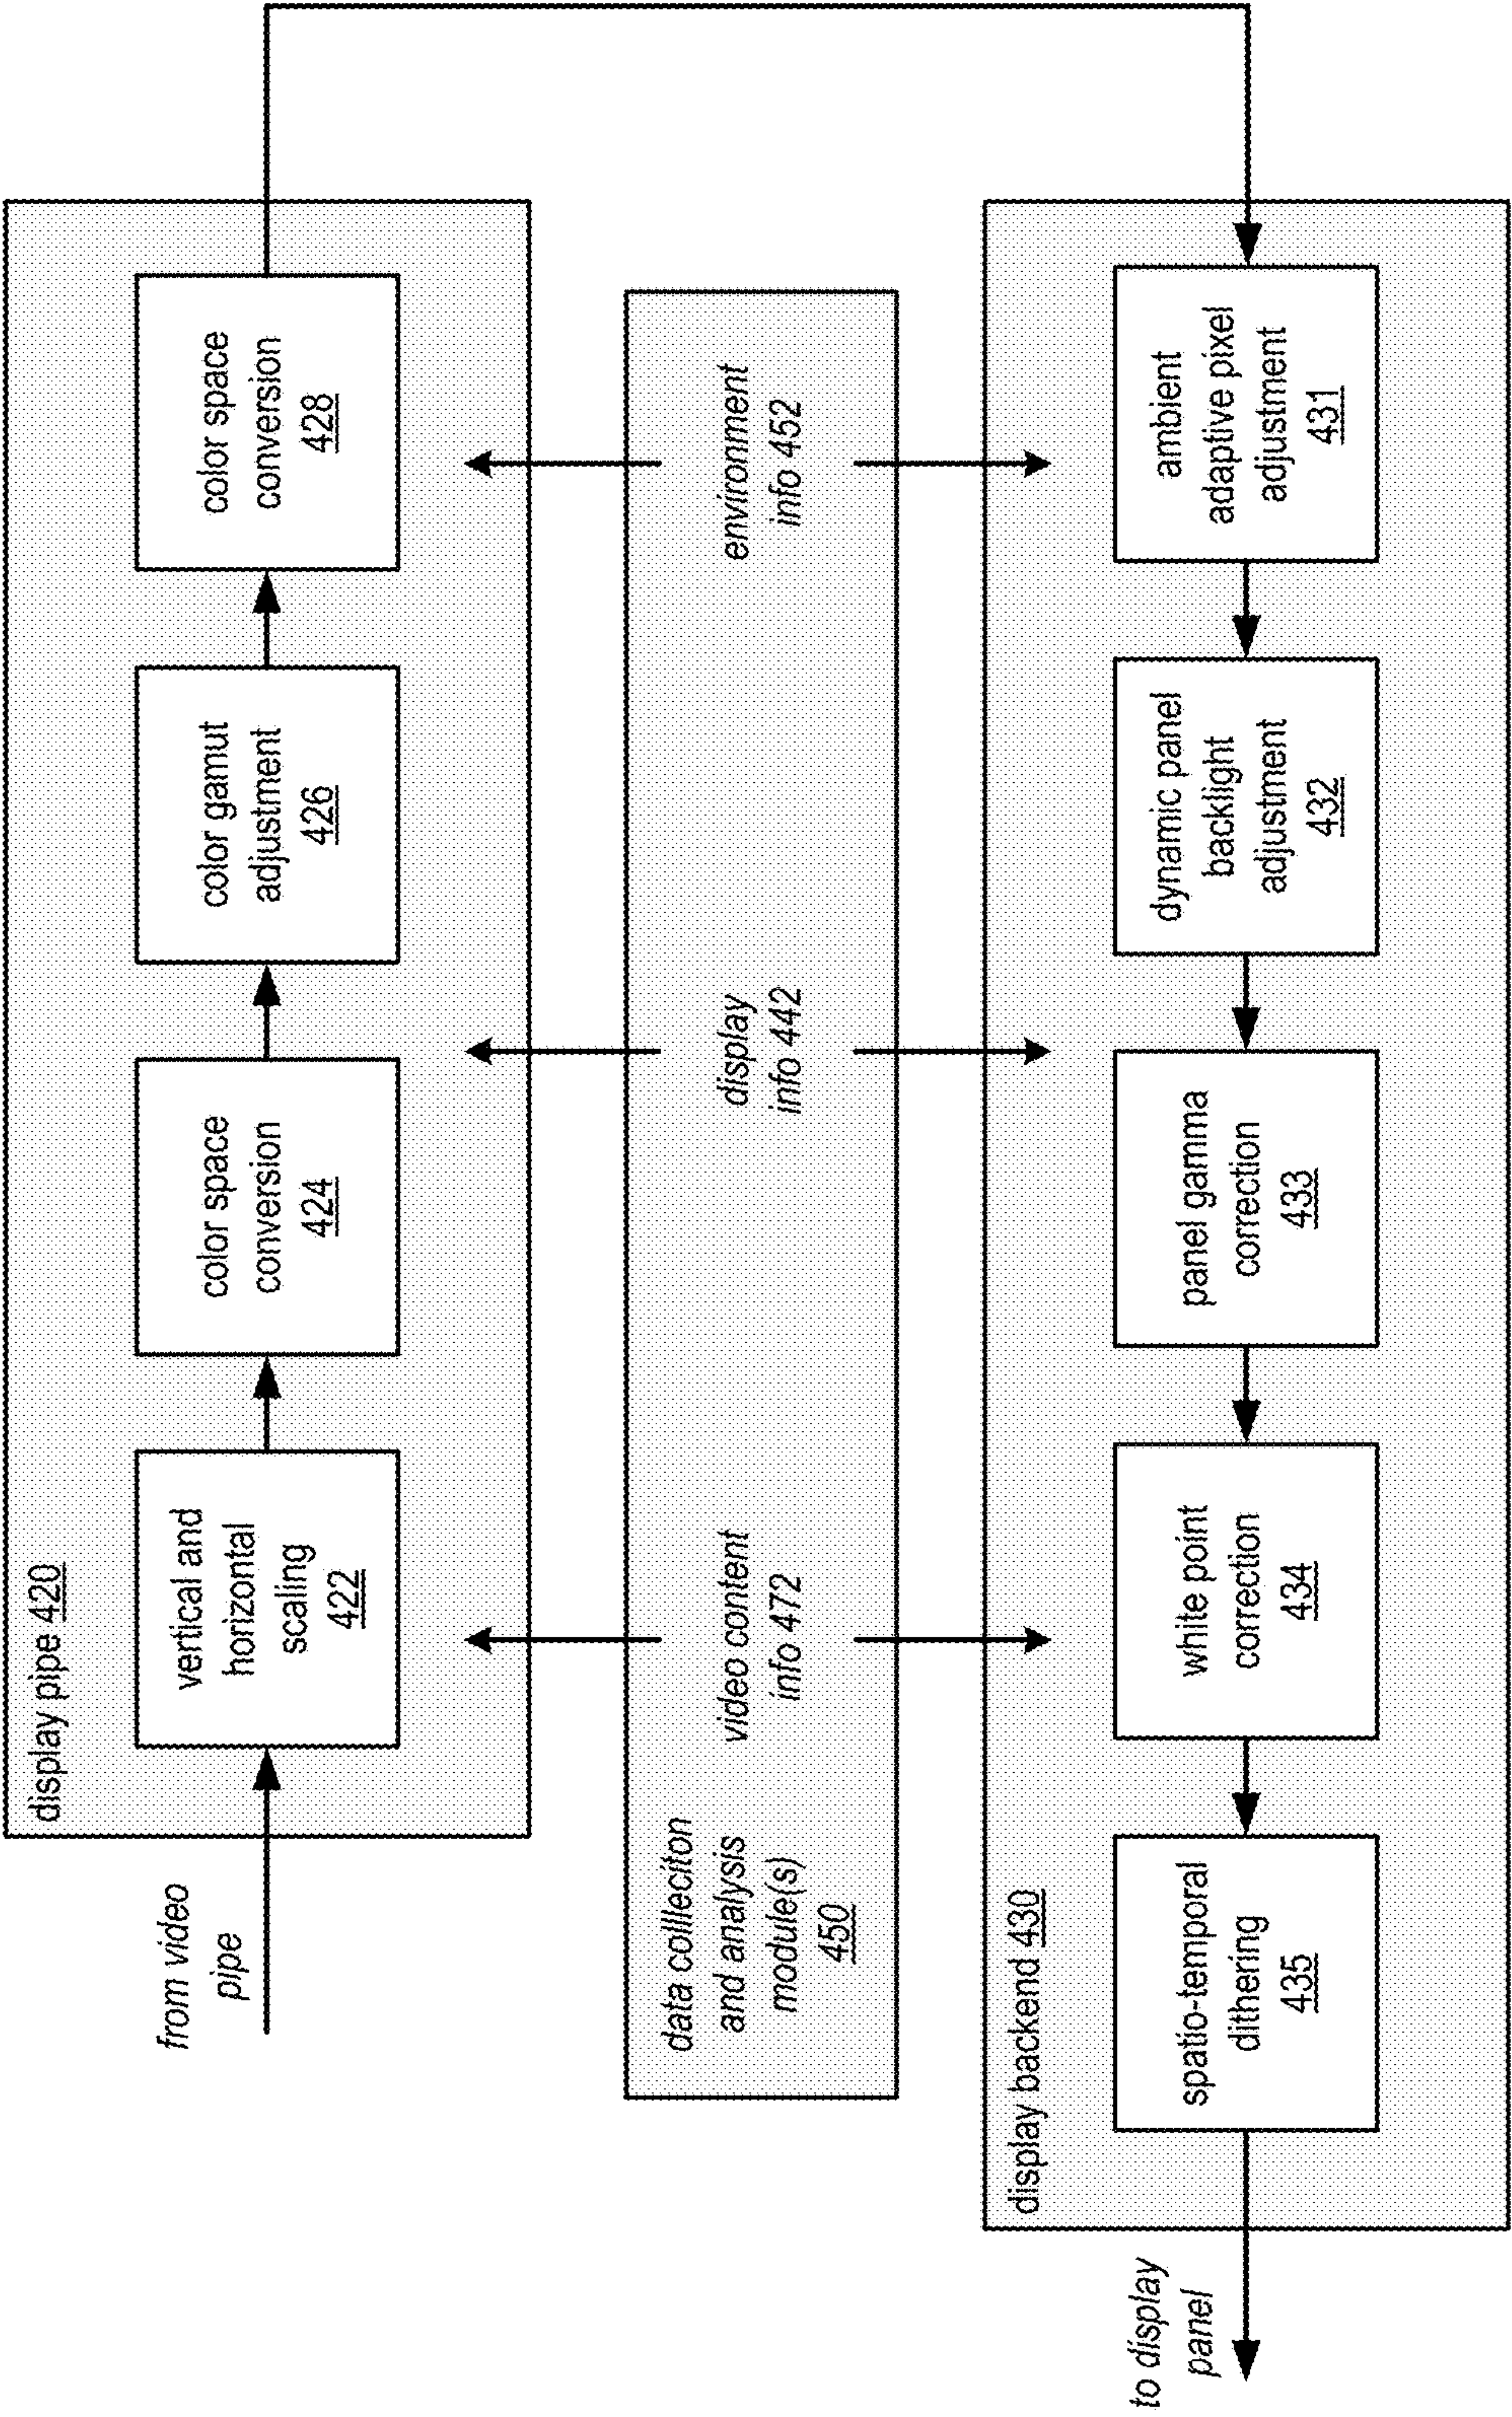 display pipe 420
from video
pipe
vertical and
horizontal
scaling
422
color space
conversion
424
color gamut
adjustment
426
color space
conversion
428
data colleciton
and analysis
module(s)
450
video content
info 472
display
info 442
environment
info 452
display backend 430
to display
panel
spatio-temporal
dithering
435
white point
correction
434
panel gamma
correction
433
dynamic panel
backlight
adjustment
432
ambient
adaptive pixel
adjustment
431